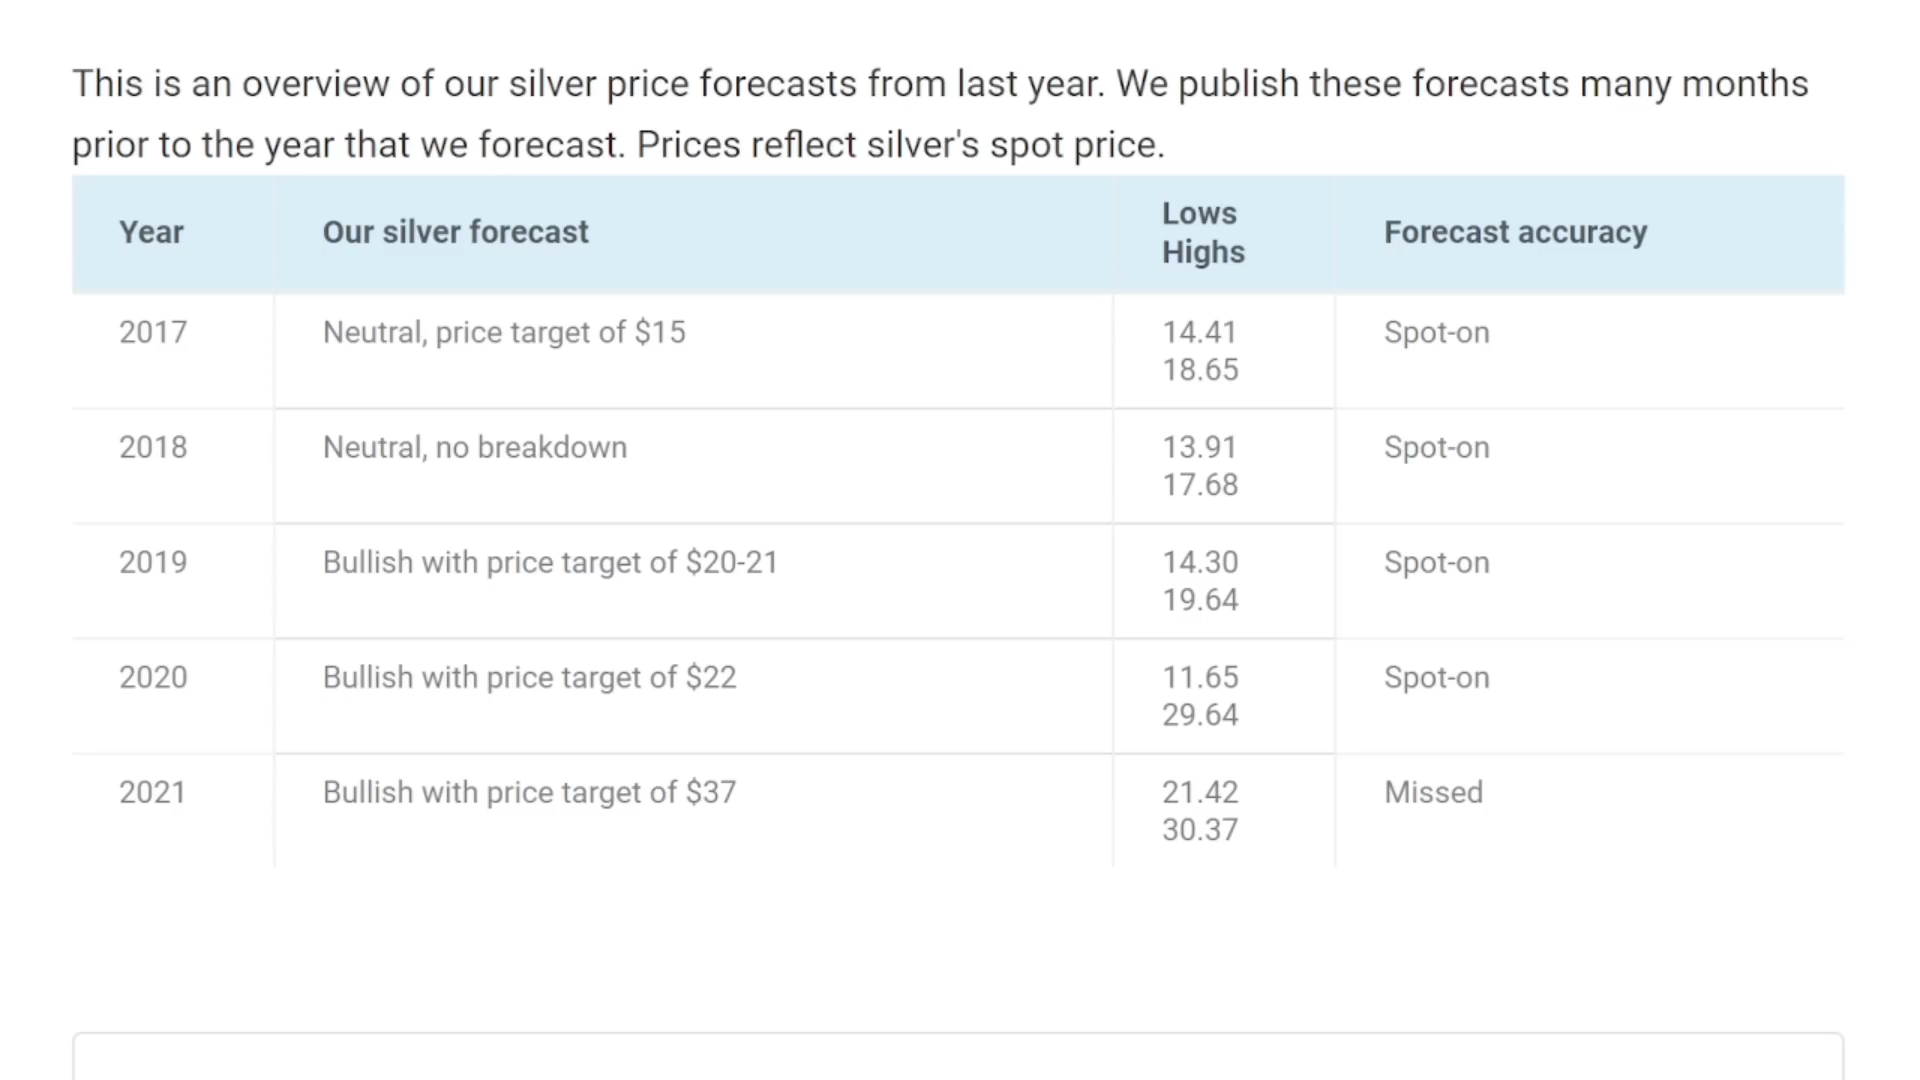 This is an overview of our silver price forecasts from last year. We publish these forecasts many months
prior to the year that we forecast. Prices reflect silver's spot price.
Year Our silver forecast Lows Highs Forecast accuracy
2017 Neutral, price target of $15 14.41 Spot-on
18.65
2018 Neutral, no breakdown 13.91 Spot-on
17.68
2019 Bullish with price target of $20-21 14.30 Spot-on
19.64
2020 Bullish with price target of $22 11.65 Spot-on
29.64
2021 Bullish with price target of $37 21.42 Missed
30.37